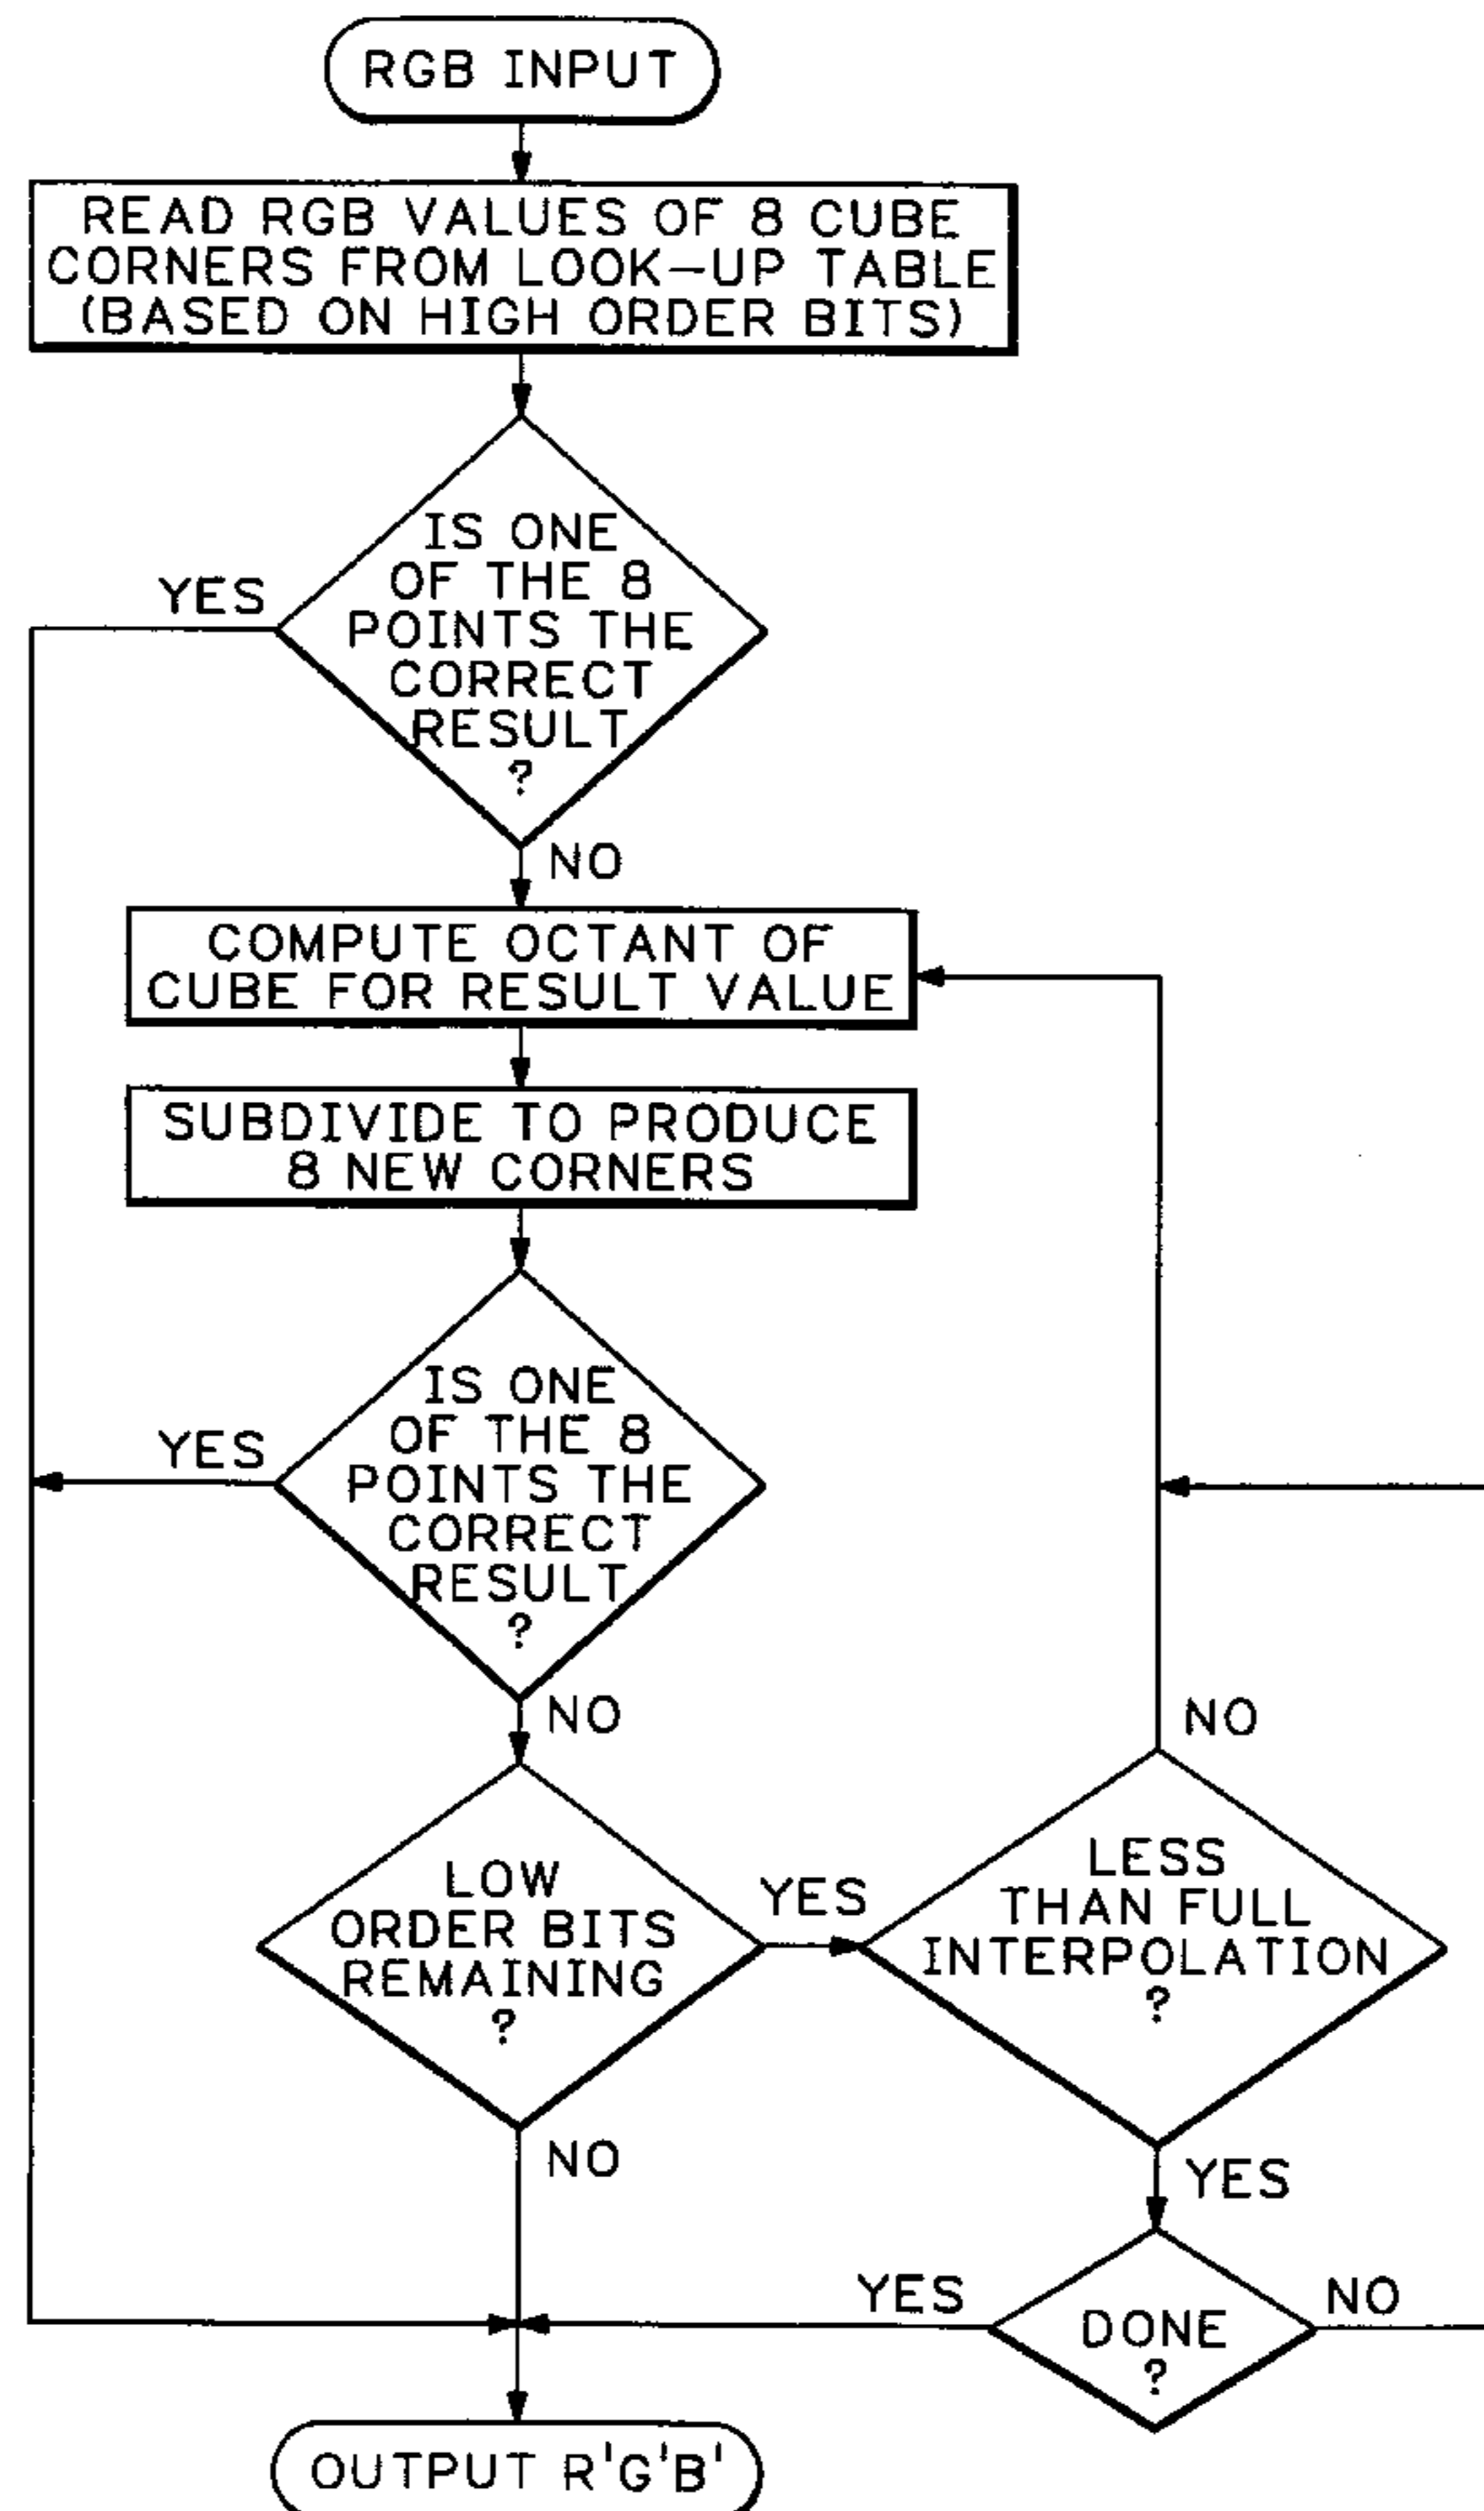 RGB INPUT
READ RGB VALUES OF 8 CUBE
CORNERS FROM LOOK-UP TABLE
(BASED ON HIGH ORDER BITS)
IS ONE
OF THE 8
POINTS THE
CORRECT
RESULT
?
YES
NO
COMPUTE OCTANT OF
CUBE FOR RESULT VALUE
SUBDIVIDE TO PRODUCE
8 NEW CORNERS
IS ONE
OF THE 8
POINTS THE
CORRECT
RESULT
?
YES
NO
LOW
ORDER BITS
REMAINING
?
YES
NO
LESS
THAN FULL
INTERPOLATION
?
NO
YES
DONE
?
YES
NO
OUTPUT R'G'B'